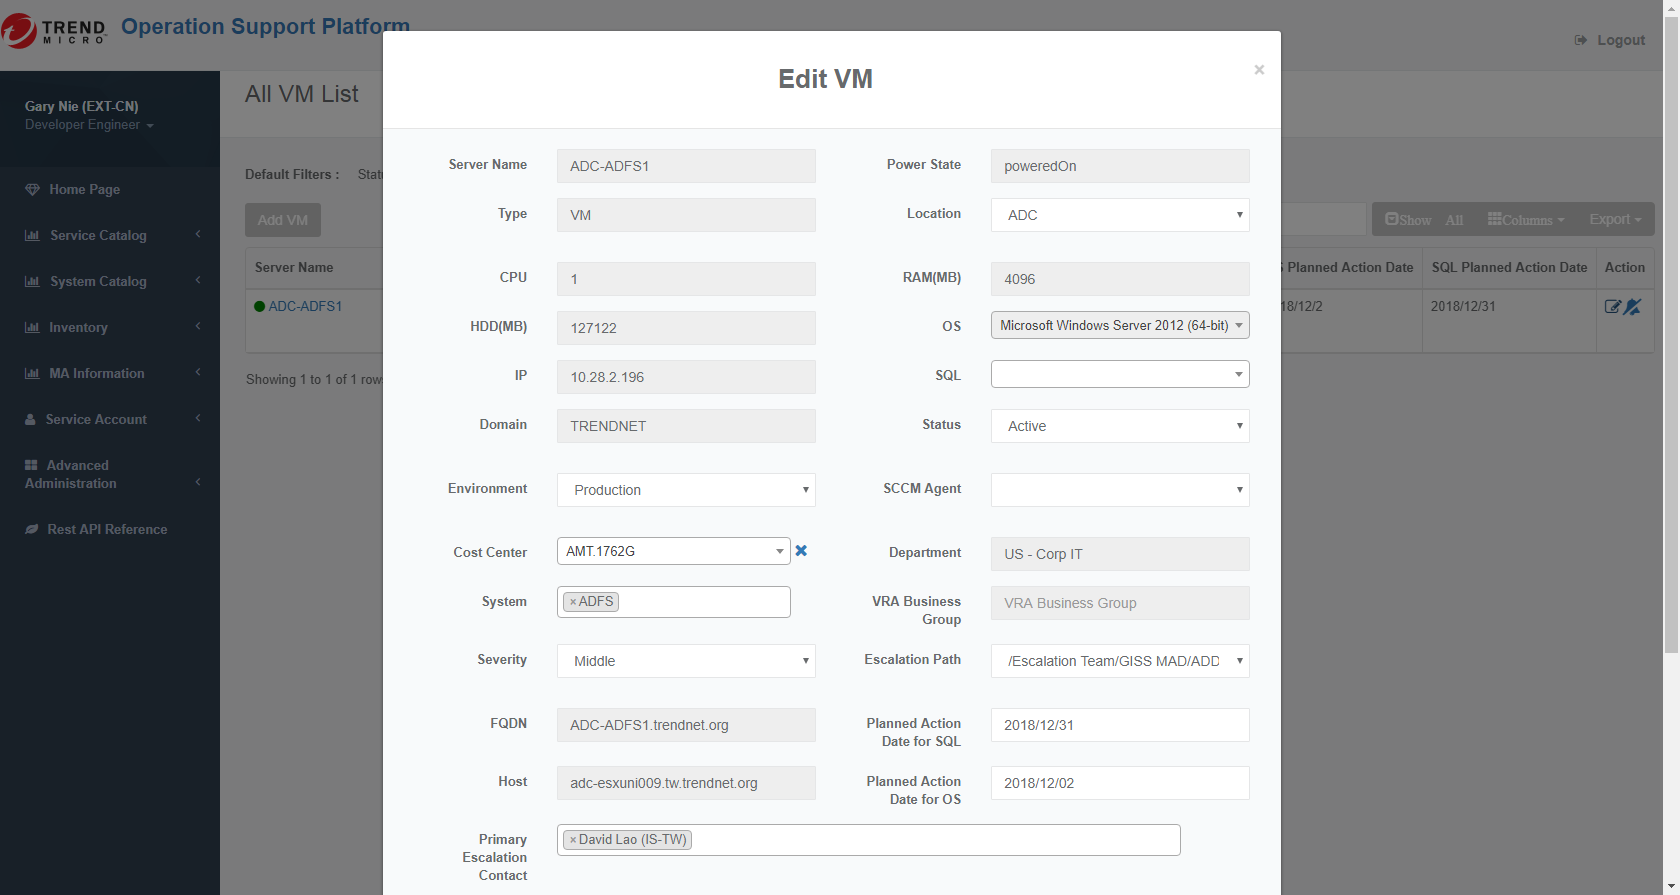 TREND MICRO
Operation Support Platform
Logout
Gary Nie (EXT-CN)
Developer Engineer
Home Page
Service Catalog
System Catalog
Inventory
MA Information
Service Account
Advanced
Administration
Rest API Reference
All VM List
Default Filters :
Add VM
Show All Columns Export
Server Name
Planned Action Date
SQL Planned Action Date
Action
ADC-ADFS1
18/12/2
2018/12/31
Showing 1 to 1 of 1 rows
Edit VM
×
Server Name ADC-ADFS1
Power State poweredOn
Type VM
Location ADC
CPU 1
RAM(MB) 4096
HDD(MB) 127122
OS Microsoft Windows Server 2012 (64-bit)
IP 10.28.2.196
SQL
Domain TRENDNET
Status Active
Environment Production
SCCM Agent
Cost Center AMT.1762G
Department US - Corp IT
System ×ADFS
VRA Business
Group
VRA Business Group
Severity Middle
Escalation Path /Escalation Team/GISS MAD/ADD
FQDN ADC-ADFS1.trendnet.org
Planned Action
Date for SQL
2018/12/31
Host adc-esxuni009.tw.trendnet.org
Planned Action
Date for OS
2018/12/02
Primary
Escalation
Contact
×David Lao (IS-TW)